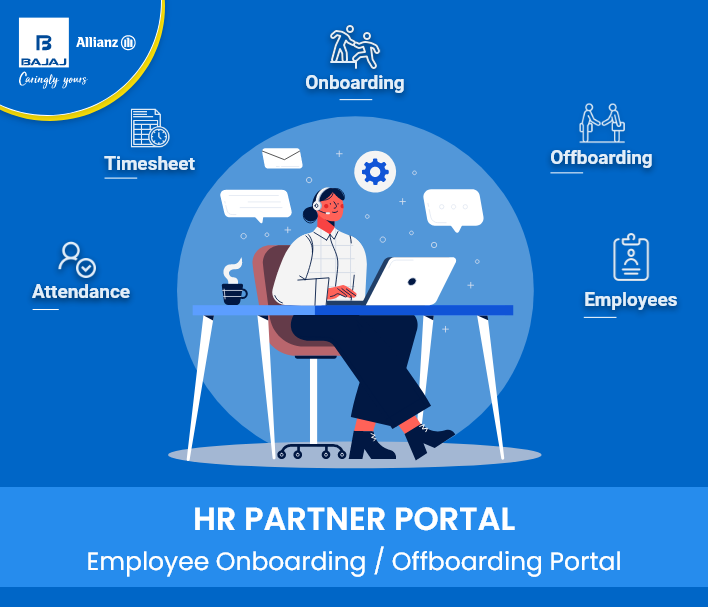 B
BAJAJ
Allianz
Caringly yours
Onboarding
Timesheet
Offboarding
Attendance
Employees
HR PARTNER PORTAL
Employee Onboarding / Offboarding Portal